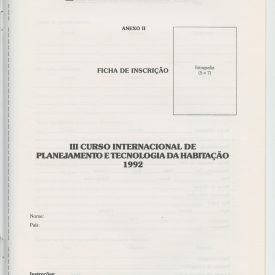 ANEXO II
FICHA DE INSCRIÇÃO
fotografia
(5 x 7)
III CURSO INTERNACIONAL DE
PLANEJAMENTO E TECNOLOGIA DA HABITAÇÃO
1992
Nome:
País:
Instruções